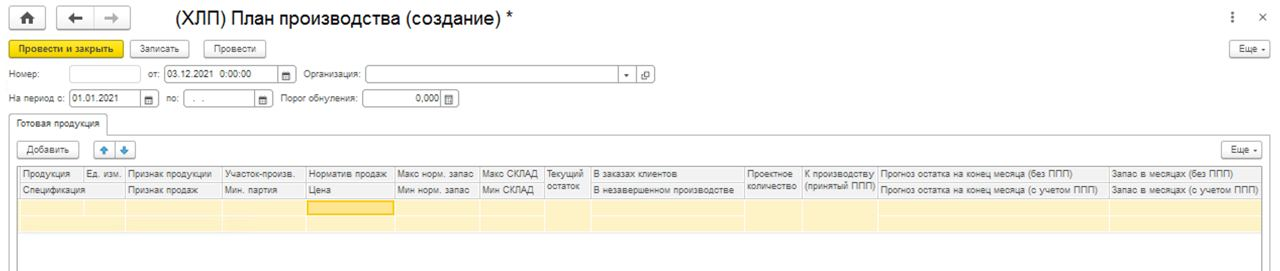 (ХЛП) План производства (создание) *
Провести и закрыть Записать Провести Еще
Номер: от: 03.12.2021 0:00:00 Организация:
На период с: 01.01.2021 по: . . Порог обнуления: 0,000
Готовая продукция
Добавить Еще
Продукция Ед. изм. Признак продукции Участок-произв. Норматив продаж Макс норм. запас Макс СКЛАД Текущий остаток В заказах клиентов Проектное количество К производству (принятый ППП) Прогноз остатка на конец месяца (без ППП) Запас в месяцах (без ППП)
Спецификация Признак продаж Мин. партия Цена Мин норм. запас Мин СКЛАД В незавершенном производстве Прогноз остатка на конец месяца (с учетом ППП) Запас в месяцах (с учетом ППП)